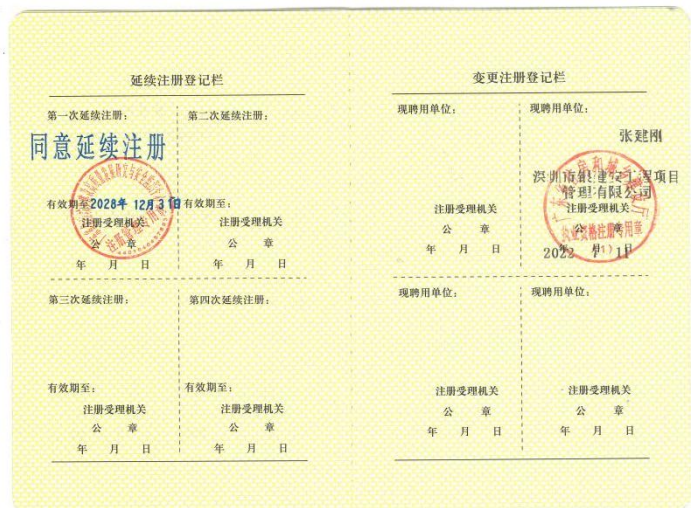 延续注册登记栏
第一次延续注册：
第二次延续注册：
同意延续注册
有效期至2028年 12月31日
有效期至：
注册受理机关
公 章
年 月 日
注册受理机关
公 章
年 月 日
第三次延续注册：
第四次延续注册：
有效期至：
有效期至：
注册受理机关
公 章
年 月 日
注册受理机关
公 章
年 月 日
变更注册登记栏
现聘用单位：
现聘用单位：
张建刚
管理有限公司
注册受理机关
公 章
年 月 日
注册受理机关
公 章
执业资格注册专用章
现聘用单位：
现聘用单位：
注册受理机关
公 章
年 月 日
注册受理机关
公 章
年 月 日